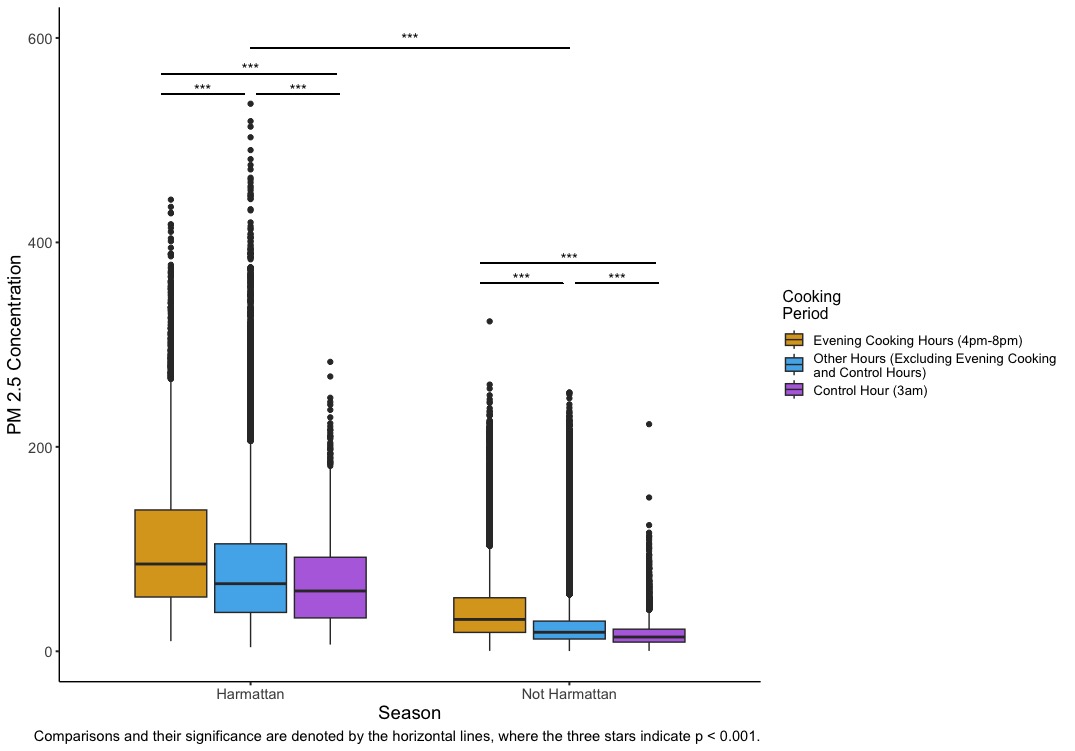 600
***
***
***
***
400
***
***
***
200
0
PM 2.5 Concentration
Harmattan
Not Harmattan
Season
Cooking
Period
Evening Cooking Hours (4pm-8pm)
Other Hours (Excluding Evening Cooking
and Control Hours)
Control Hour (3am)
Comparisons and their significance are denoted by the horizontal lines, where the three stars indicate p < 0.001.